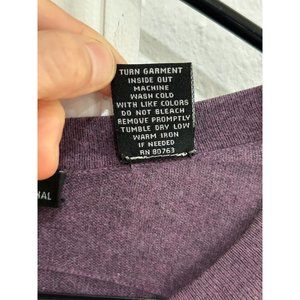 TURN GARMENT
INSIDE OUT
MACHINE
WASH COLD
WITH LIKE COLORS
DO NOT BLEACH
REMOVE PROMPTLY
TUMBLE DRY LOW
WARM IRON
IF NEEDED
RN 80763
NAL